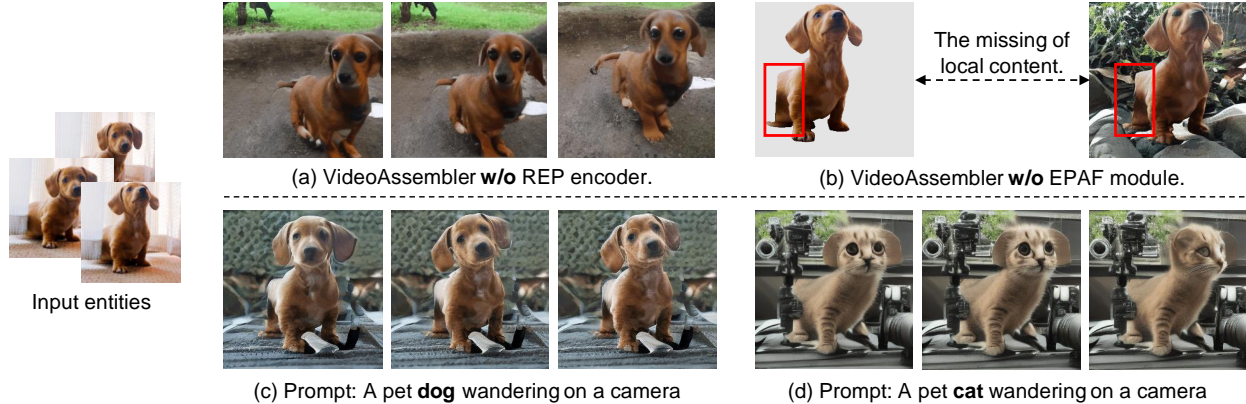 The missing of
local content.
(a) VideoAssembler w/o REP encoder.
(b) VideoAssembler w/o EPAF module.
Input entities
(c) Prompt: A pet dog wandering on a camera
(d) Prompt: A pet cat wandering on a camera